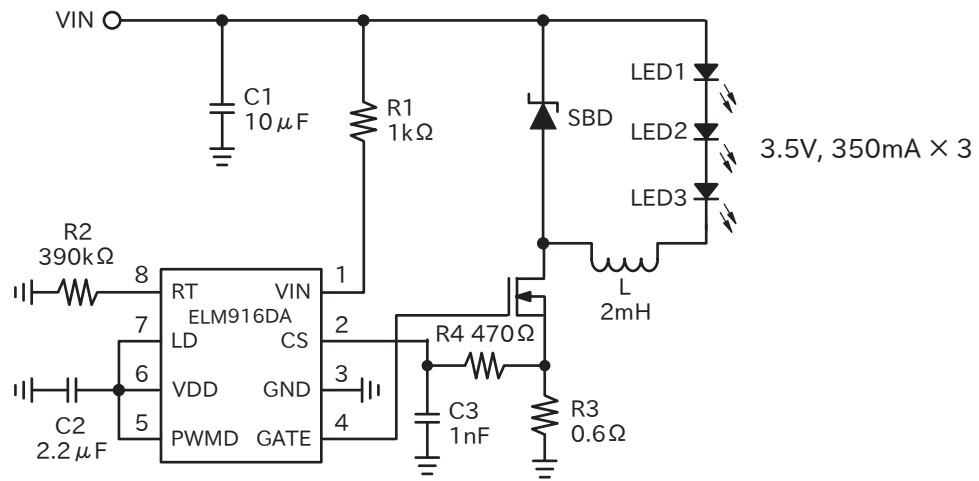 VIN
C1
10μF
R1
1kΩ
SBD
LED1
LED2
LED3
3.5V, 350mA × 3
L
2mH
R2
390kΩ
8
7
6
5
RT
LD
VDD
PWMD
ELM916DA
VIN
CS
GND
GATE
1
2
3
4
C2
2.2μF
R4 470Ω
C3
1nF
R3
0.6Ω